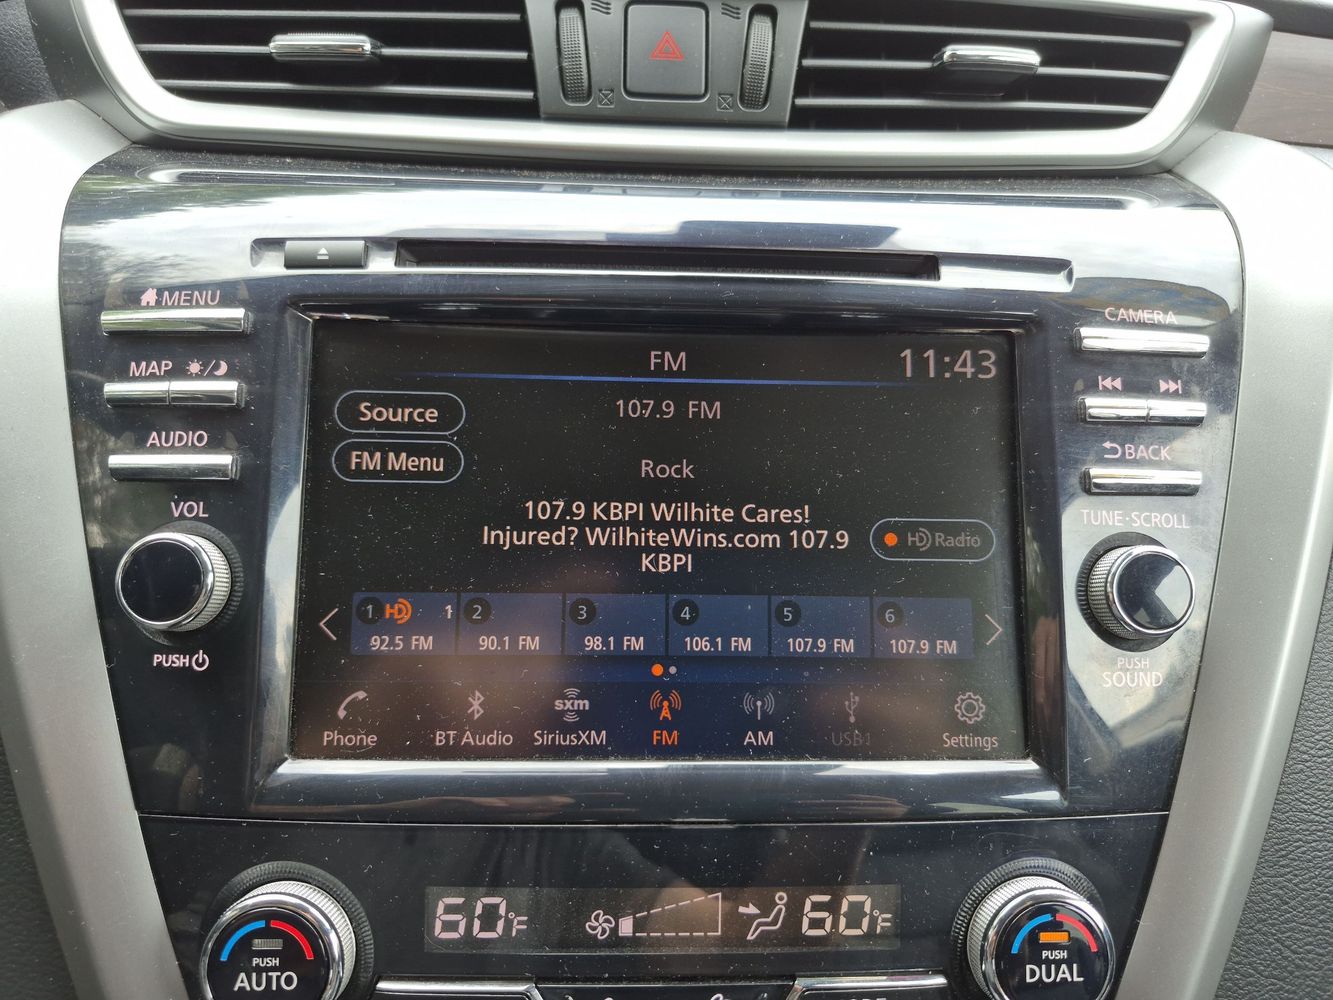 MENU
MAP
AUDIO
VOL
PUSH
FM
11:43
Source
107.9 FM
FM Menu
Rock
107.9 KBPI Wilhite Cares!
Injured? WilhiteWins.com 107.9
KBPI
HD Radio
1 HD 1
92.5 FM
2
90.1 FM
3
98.1 FM
4
106.1 FM
5
107.9 FM
6
107.9 FM
Phone
BT Audio
sxm
SiriusXM
FM
AM
USB1
Settings
CAMERA
BACK
TUNE·SCROLL
PUSH
SOUND
60°F
60°F
PUSH
AUTO
PUSH
DUAL